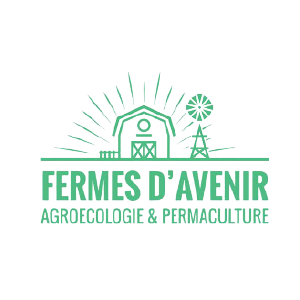 FERMES D'AVENIR
AGROECOLOGIE & PERMACULTURE